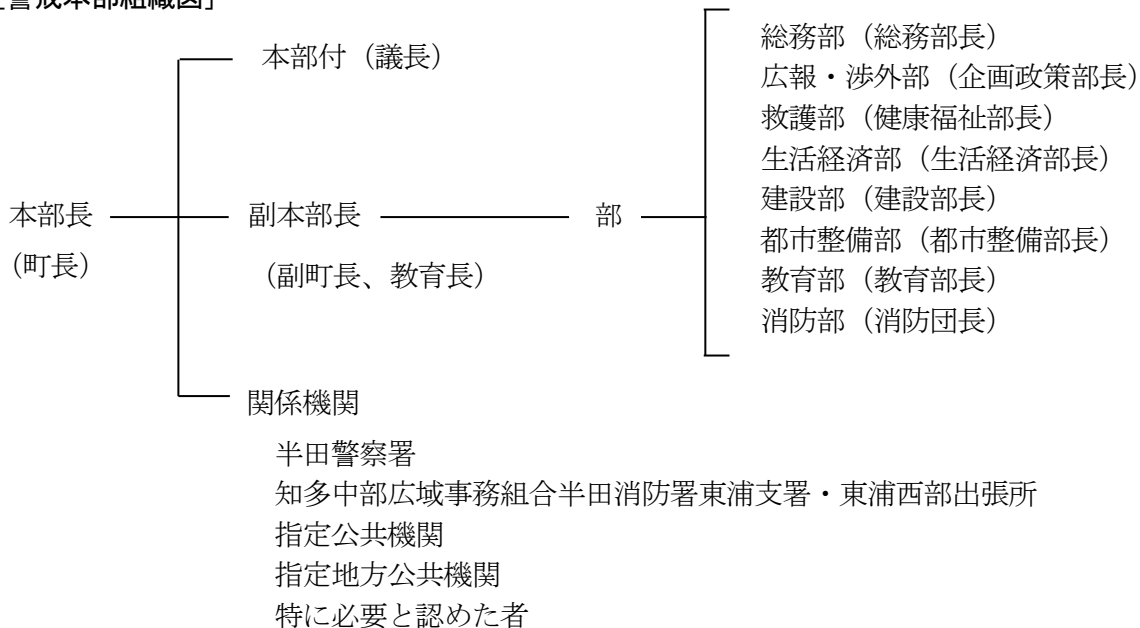 警戒本部組織図］
本部付（議長）
本部長
（町長）
副本部長
（副町長、教育長）
部
総務部（総務部長）
広報・渉外部（企画政策部長）
救護部（健康福祉部長）
生活経済部（生活経済部長）
建設部（建設部長）
都市整備部（都市整備部長）
教育部（教育部長）
消防部（消防団長）
関係機関
半田警察署
知多中部広域事務組合半田消防署東浦支署・東浦西部出張所
指定公共機関
指定地方公共機関
特に必要と認めた者